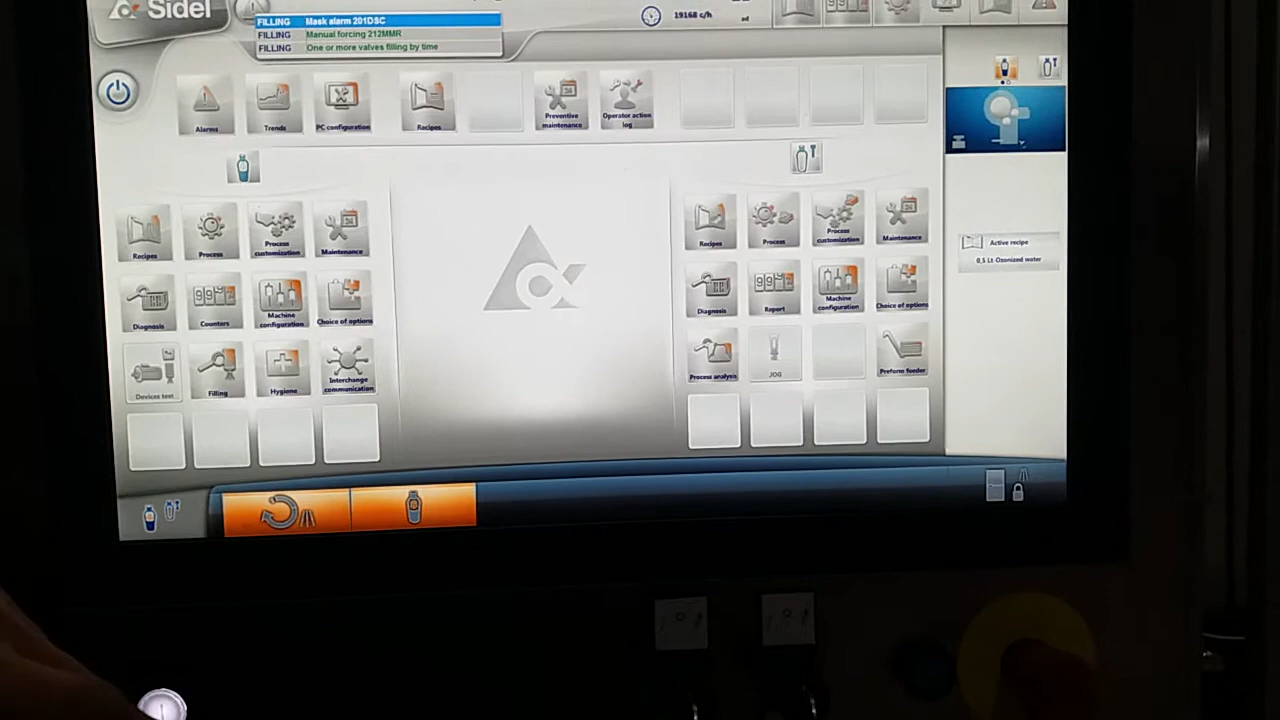 Sidel
FILLING Mask alarm 201DSC
FILLING Manual forcing 212MMR
FILLING One or more valves filling by time
19168 c/h
Alarms
Trends
PC configuration
Recipes
Preventive maintenance
Operator action log
Recipes
Process
Process customization
Maintenance
Diagnosis
Counters
Machine configuration
Choice of options
Devices test
Filling
Hygiene
Interchange communication
Recipes
Process
Process customization
Maintenance
Diagnosis
Report
Machine configuration
Choice of options
Process analysis
JOG
Preform feeder
Active recipe
0,5 Lt Ozonized water